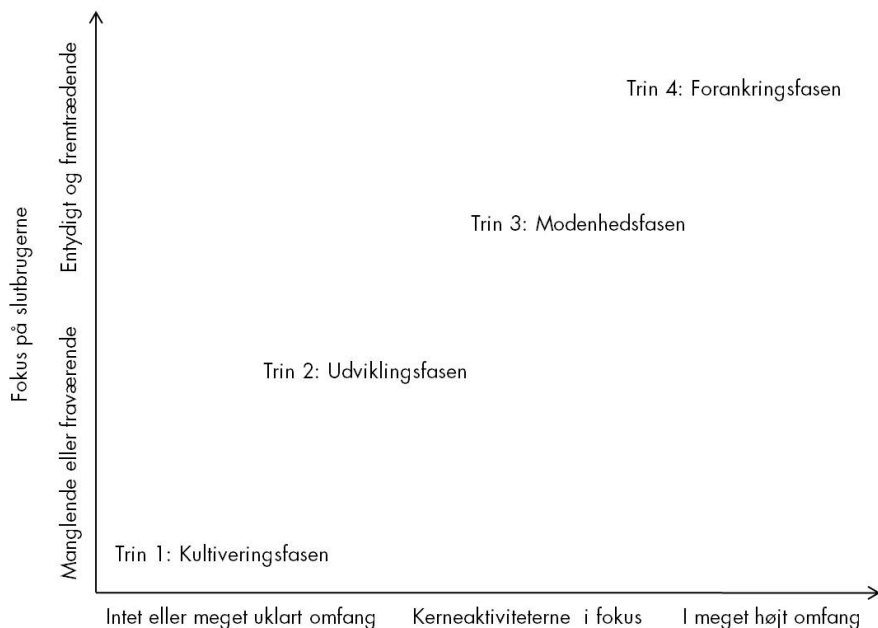 Fokus på slutbrugerne
Entydigt og fremtrædende
Manglende eller fraværende
Trin 4: Forankringsfasen
Trin 3: Modenhedsfasen
Trin 2: Udviklingsfasen
Trin 1: Kultiveringsfasen
Intet eller meget uklart omfang
Kerneaktiviteterne i fokus
I meget højt omfang